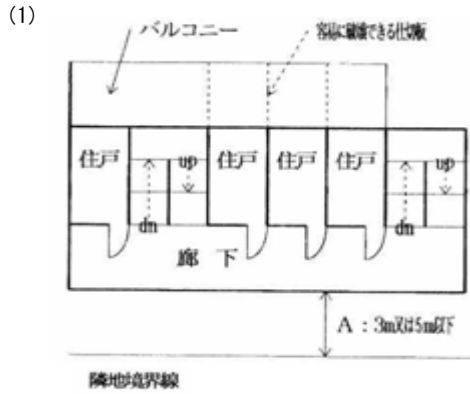 (1)
バルコニー
容易に破壊できる仕切板
住戸
up
住戸
住戸
住戸
up
dn
dn
廊 下
A：3m又は5m以下
隣地境界線